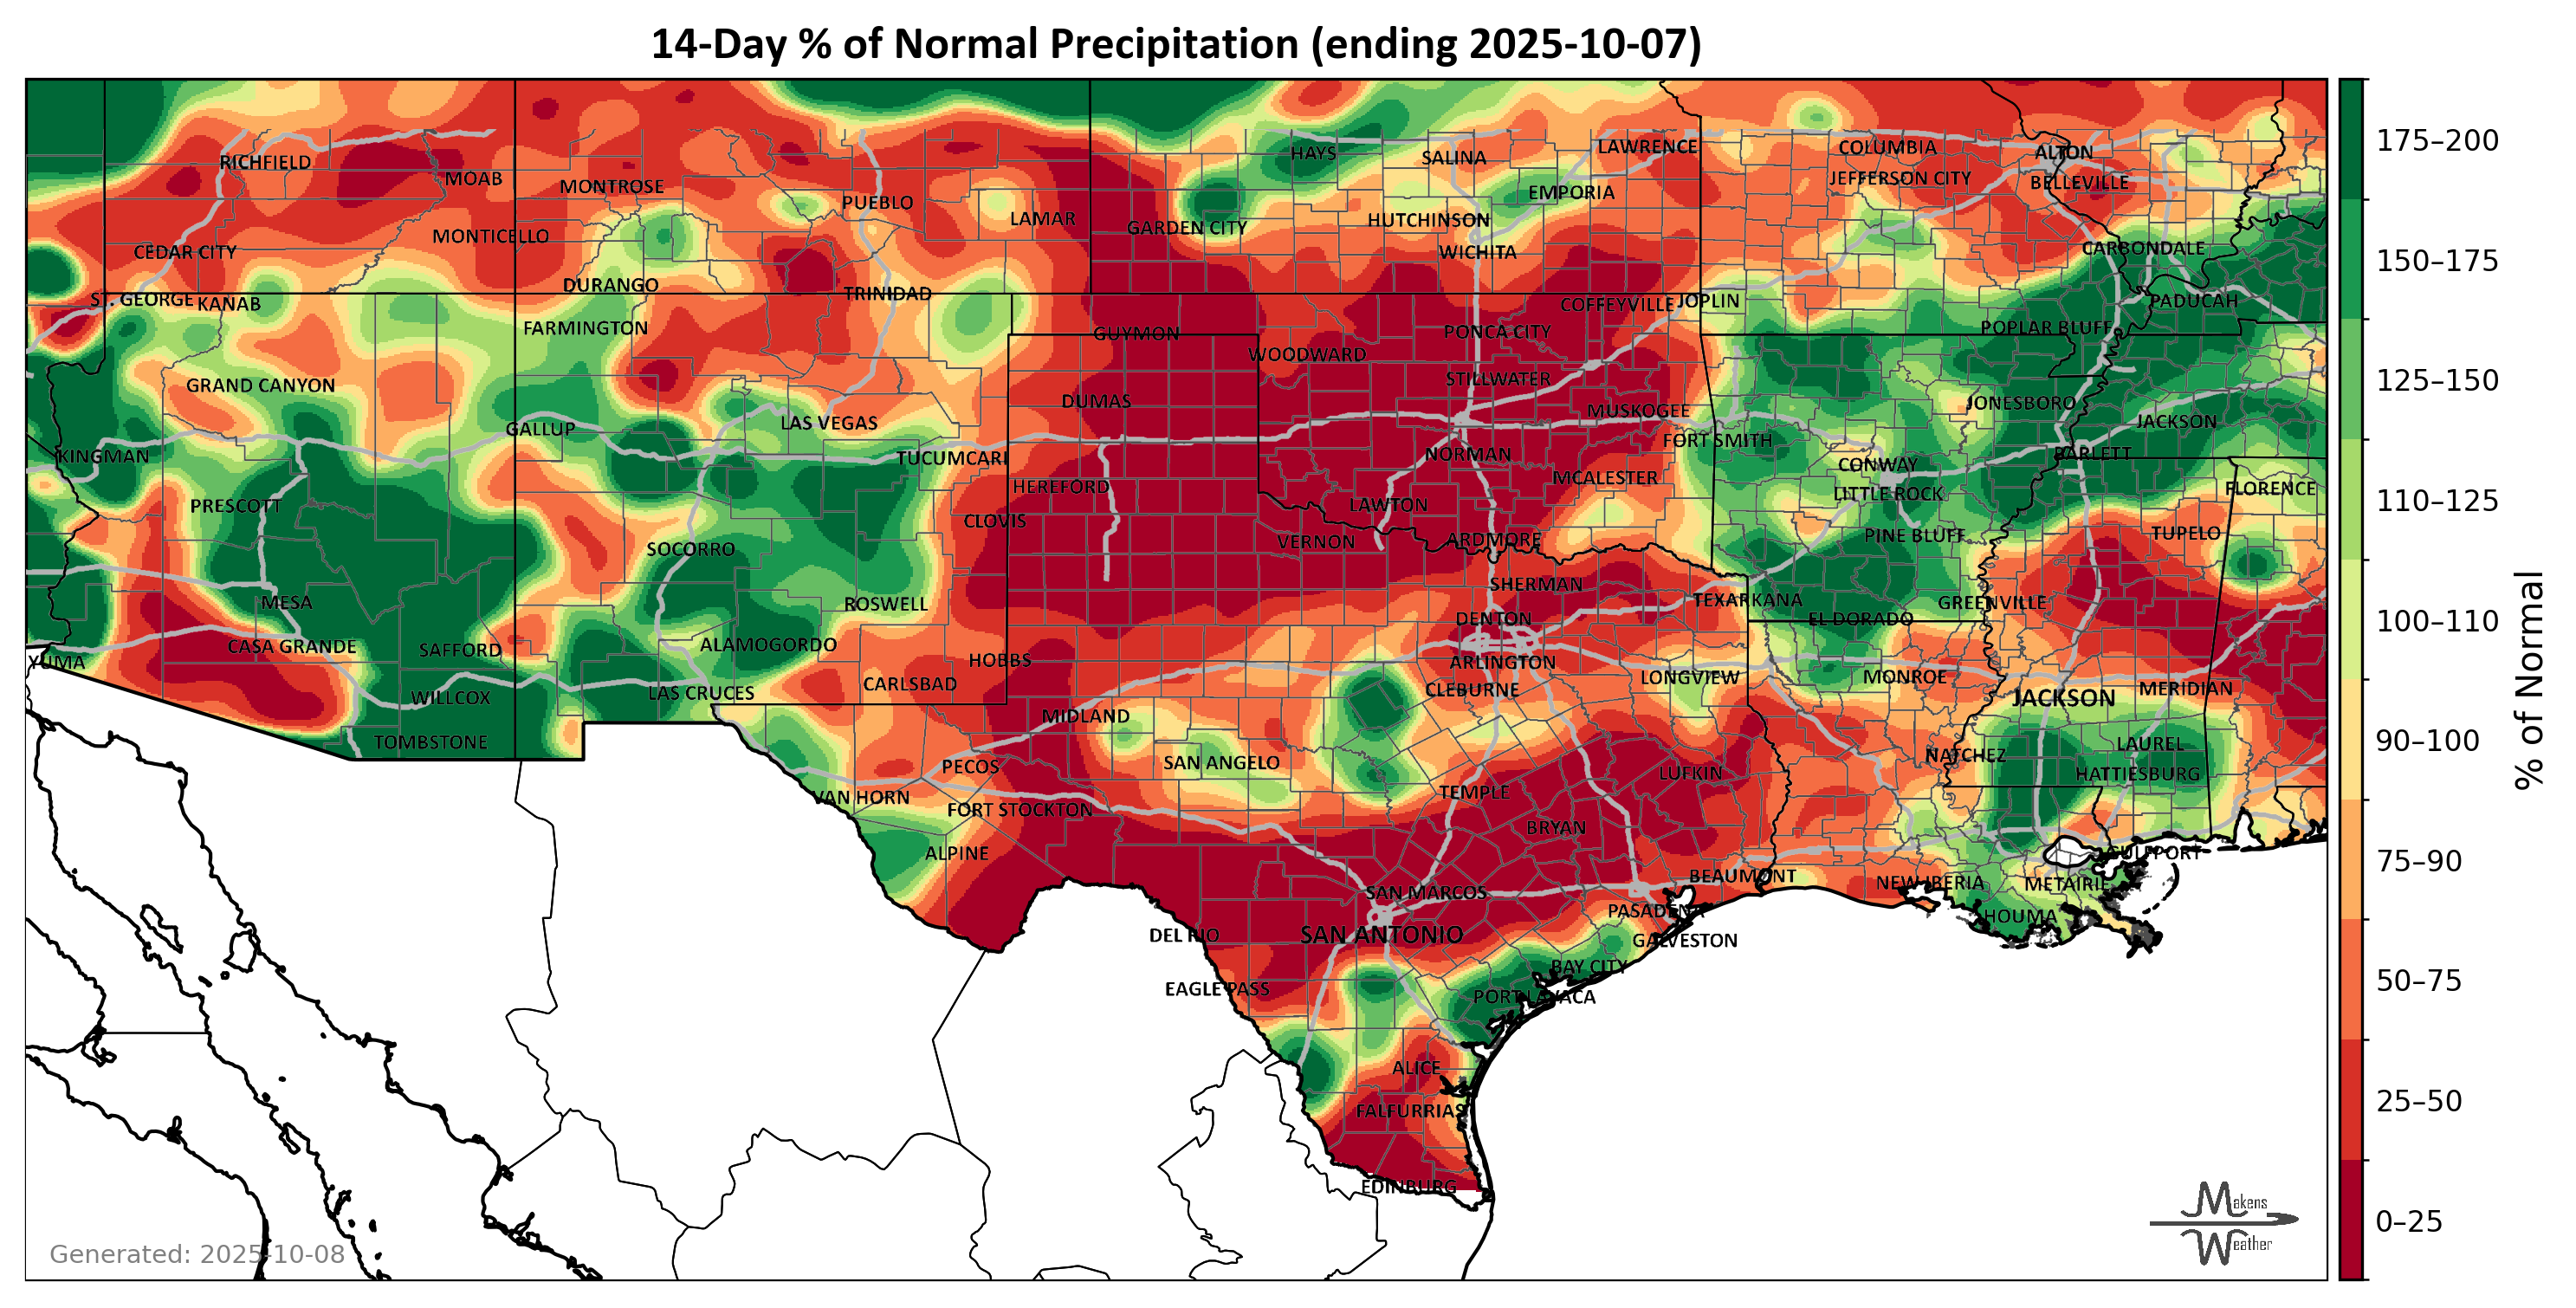 14-Day % of Normal Precipitation (ending 2025-10-07)
RICHFIELD
MOAB
MONTROSE
PUEBLO
LAMAR
HAYS
SALINA
LAWRENCE
COLUMBIA
ALTON
JEFFERSON CITY
BELLEVILLE
EMPORIA
HUTCHINSON
GARDEN CITY
WICHITA
MONTICELLO
CEDAR CITY
CARBONDALE
ST. GEORGE
KANAB
DURANGO
TRINIDAD
COFFEYVILLE
JOPLIN
PADUCAH
FARMINGTON
GUYMON
PONCA CITY
POPLAR BLUFF
WOODWARD
GRAND CANYON
STILLWATER
DUMAS
MUSKOGEE
JONESBORO
JACKSON
GALLUP
LAS VEGAS
FORT SMITH
KINGMAN
TUCUMCARI
NORMAN
BARLETT
CONWAY
MCALESTER
HEREFORD
LITTLE ROCK
FLORENCE
PRESCOTT
LAWTON
CLOVIS
VERNON
ARDMORE
PINE BLUFF
TUPELO
SOCORRO
SHERMAN
MESA
ROSWELL
TEXARKANA
GREENVILLE
DENTON
EL DORADO
CASA GRANDE
SAFFORD
ALAMOGORDO
HOBBS
ARLINGTON
YUMA
CARLSBAD
CLEBURNE
LONGVIEW
MONROE
MERIDIAN
WILLCOX
LAS CRUCES
JACKSON
MIDLAND
TOMBSTONE
LAUREL
NATCHEZ
PECOS
SAN ANGELO
LUFKIN
HATTIESBURG
VAN HORN
FORT STOCKTON
TEMPLE
BRYAN
ALPINE
GULFPORT
BEAUMONT
NEW IBERIA
METAIRIE
SAN MARCOS
PASADENA
HOUMA
DEL RIO
SAN ANTONIO
GALVESTON
BAY CITY
EAGLE PASS
PORT LAVACA
ALICE
FALFURRIAS
EDINBURG
175–200
150–175
125–150
110–125
100–110
90–100
75–90
50–75
25–50
0–25
% of Normal
Generated: 2025-10-08
Makens
Weather